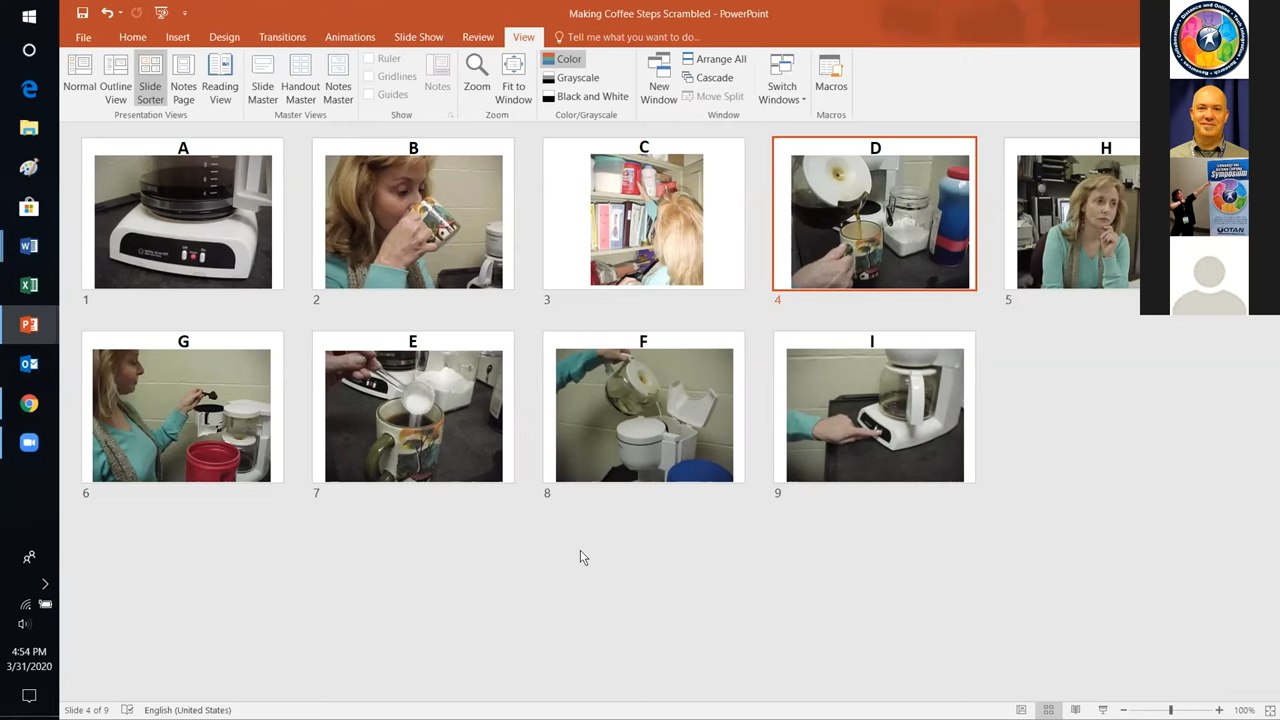 Making Coffee Steps Scrambled - PowerPoint
File Home Insert Design Transitions Animations Slide Show Review View Tell me what you want to do...
Normal
Outline View
Slide Sorter
Notes Page
Reading View
Presentation Views
Slide Master
Handout Master
Notes Master
Master Views
Ruler
Gridlines
Guides
Show
Notes
Zoom
Fit to Window
Zoom
Color
Grayscale
Black and White
Color/Grayscale
New Window
Arrange All
Cascade
Move Split
Window
Switch Windows
Macros
Macros
A
B
C
D
H
1
2
3
4
5
G
E
F
I
6
7
8
9
Symposium
OTAN
4:54 PM
3/31/2020
Slide 4 of 9 English (United States) 100%